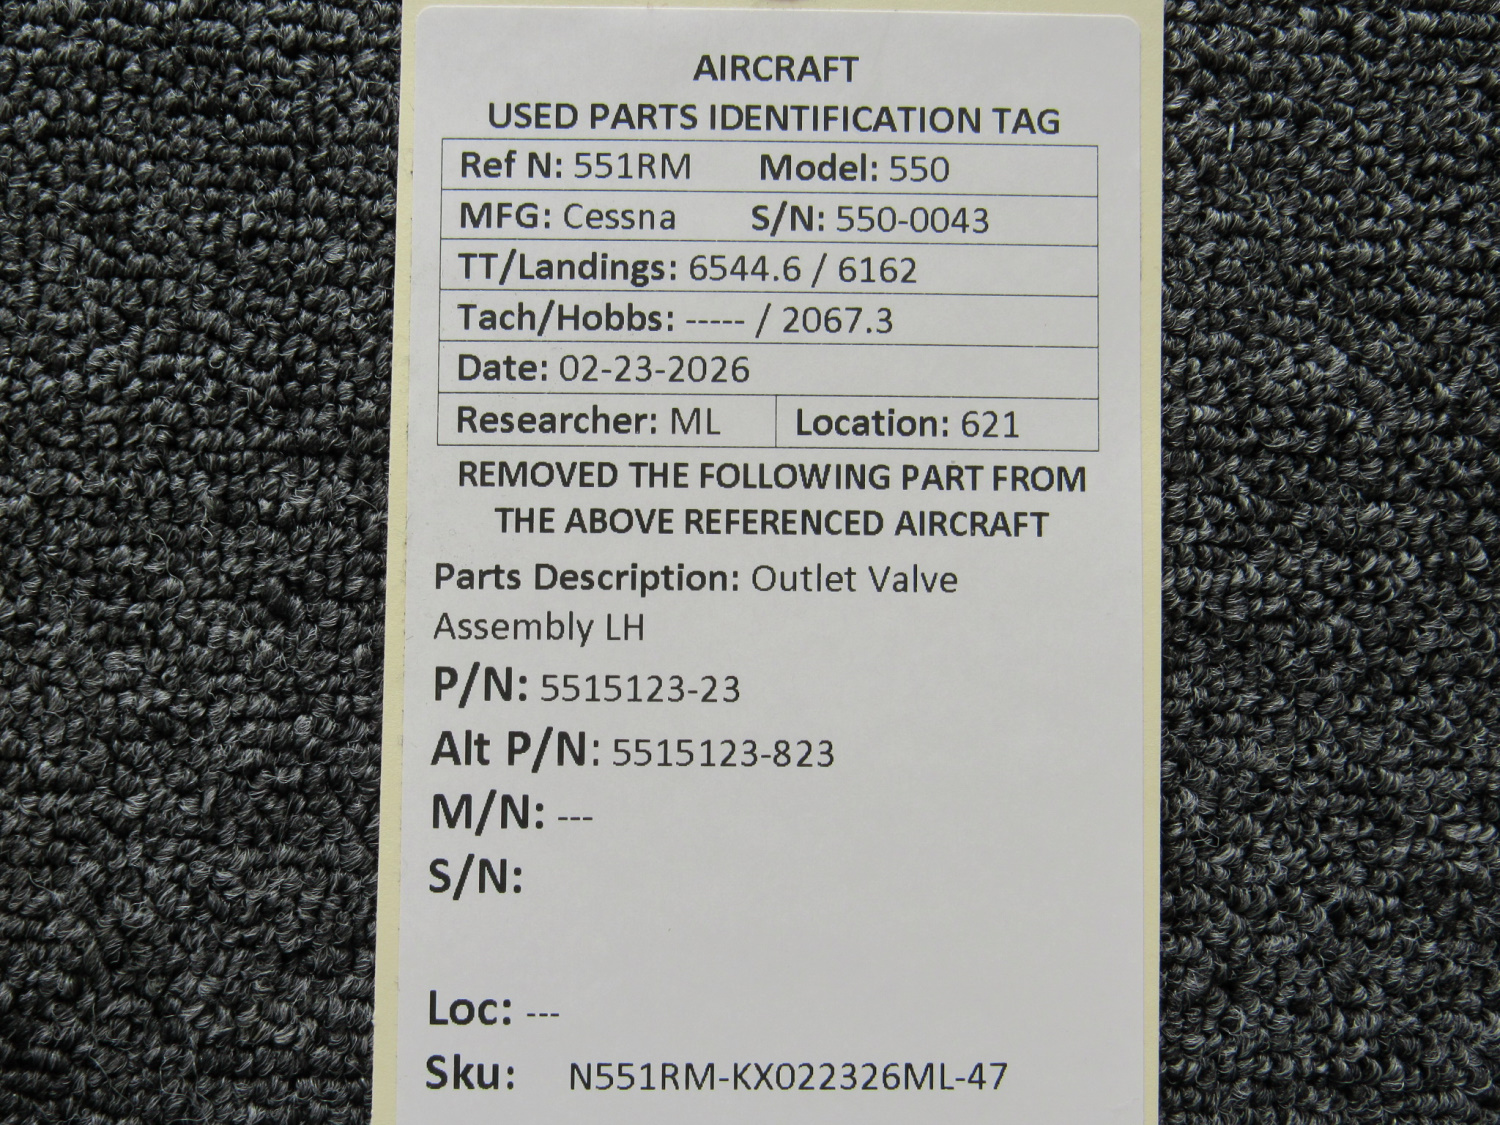 AIRCRAFT
USED PARTS IDENTIFICATION TAG
Ref N: 551RM Model: 550
MFG: Cessna S/N: 550-0043
TT/Landings: 6544.6 / 6162
Tach/Hobbs: ----- / 2067.3
Date: 02-23-2026
Researcher: ML Location: 621
REMOVED THE FOLLOWING PART FROM
THE ABOVE REFERENCED AIRCRAFT
Parts Description: Outlet Valve
Assembly LH
P/N: 5515123-23
Alt P/N: 5515123-823
M/N: ---
S/N:
Loc: ---
Sku: N551RM-KX022326ML-47